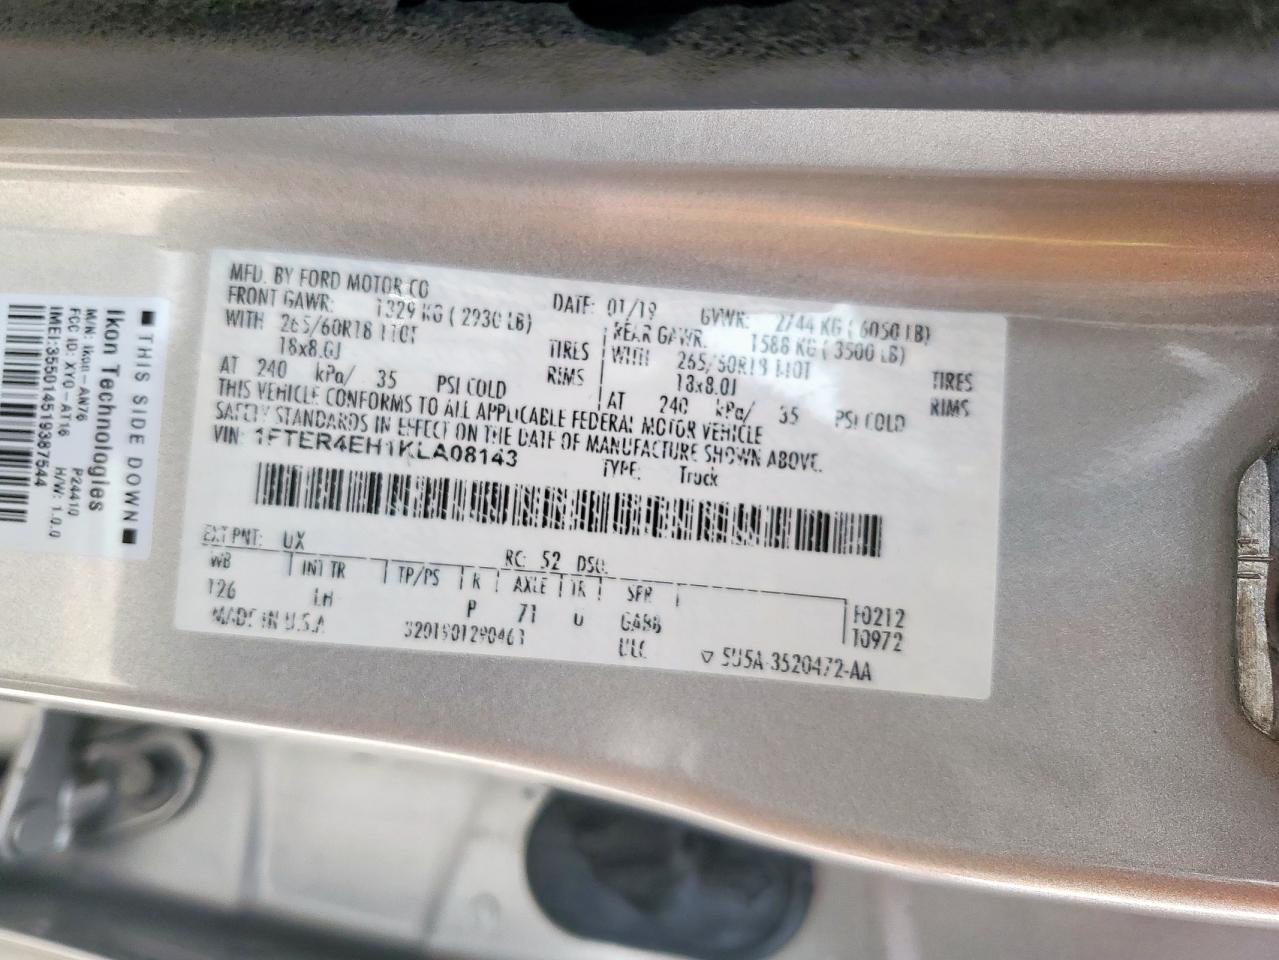 ■ THIS SIDE DOWN ■
Ikon Technologies
M/N: Ikon-AN76 P24410
FCC ID: XYO-AT16 H/W: 1.0.0
IMEI:355014519387544
MFD. BY FORD MOTOR CO
DATE: 01/19 GVWR: 2744 KG ( 6050 LB)
FRONT GAWR: 1329 KG ( 2930 LB) REAR GAWR: 1588 KG ( 3500 LB)
WITH 265/60R18 110T TIRES WITH 265/60R18 110T TIRES
18x8.0J RIMS 18x8.0J RIMS
AT 240 kPa/ 35 PSI COLD AT 240 kPa/ 35 PSI COLD
THIS VEHICLE CONFORMS TO ALL APPLICABLE FEDERAL MOTOR VEHICLE
SAFETY STANDARDS IN EFFECT ON THE DATE OF MANUFACTURE SHOWN ABOVE.
VIN: 1FTER4EH1KLA08143
TYPE: Truck
EXT PNT: UX RC: 52 DSO:
WB INT TR TP/PS R AXLE TR SPR
126 LH P 71 U GABB F0212
T0972
MADE IN U.S.A ULC ▽ 5U5A-3520472-AA